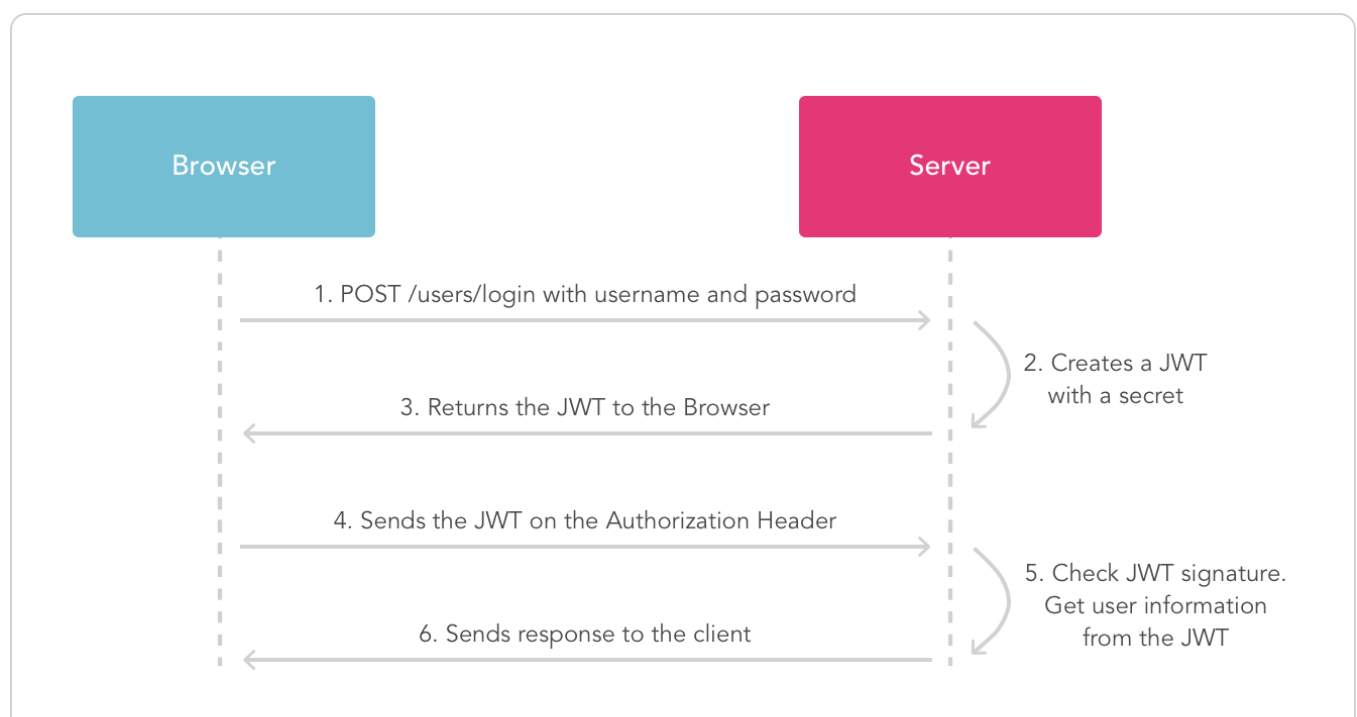 Browser
Server
1. POST /users/login with username and password
2. Creates a JWT
with a secret
3. Returns the JWT to the Browser
4. Sends the JWT on the Authorization Header
5. Check JWT signature.
Get user information
from the JWT
6. Sends response to the client